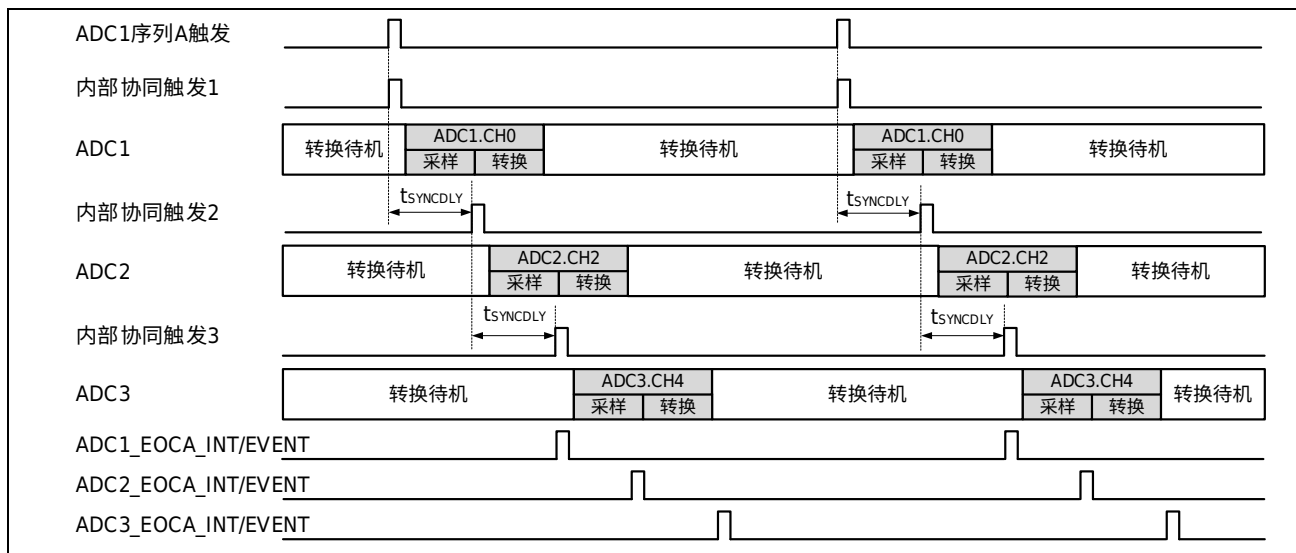 ADC1序列A触发
内部协同触发1
ADC1 转换待机 ADC1.CH0 转换待机 ADC1.CH0 转换待机
采样 转换 采样 转换
内部协同触发2 tSYNCDLY tSYNCDLY
ADC2 转换待机 ADC2.CH2 转换待机 ADC2.CH2 转换待机
采样 转换 采样 转换
内部协同触发3 tSYNCDLY tSYNCDLY
ADC3 转换待机 ADC3.CH4 转换待机 ADC3.CH4 转换待机
采样 转换 采样 转换
ADC1_EOCA_INT/EVENT
ADC2_EOCA_INT/EVENT
ADC3_EOCA_INT/EVENT